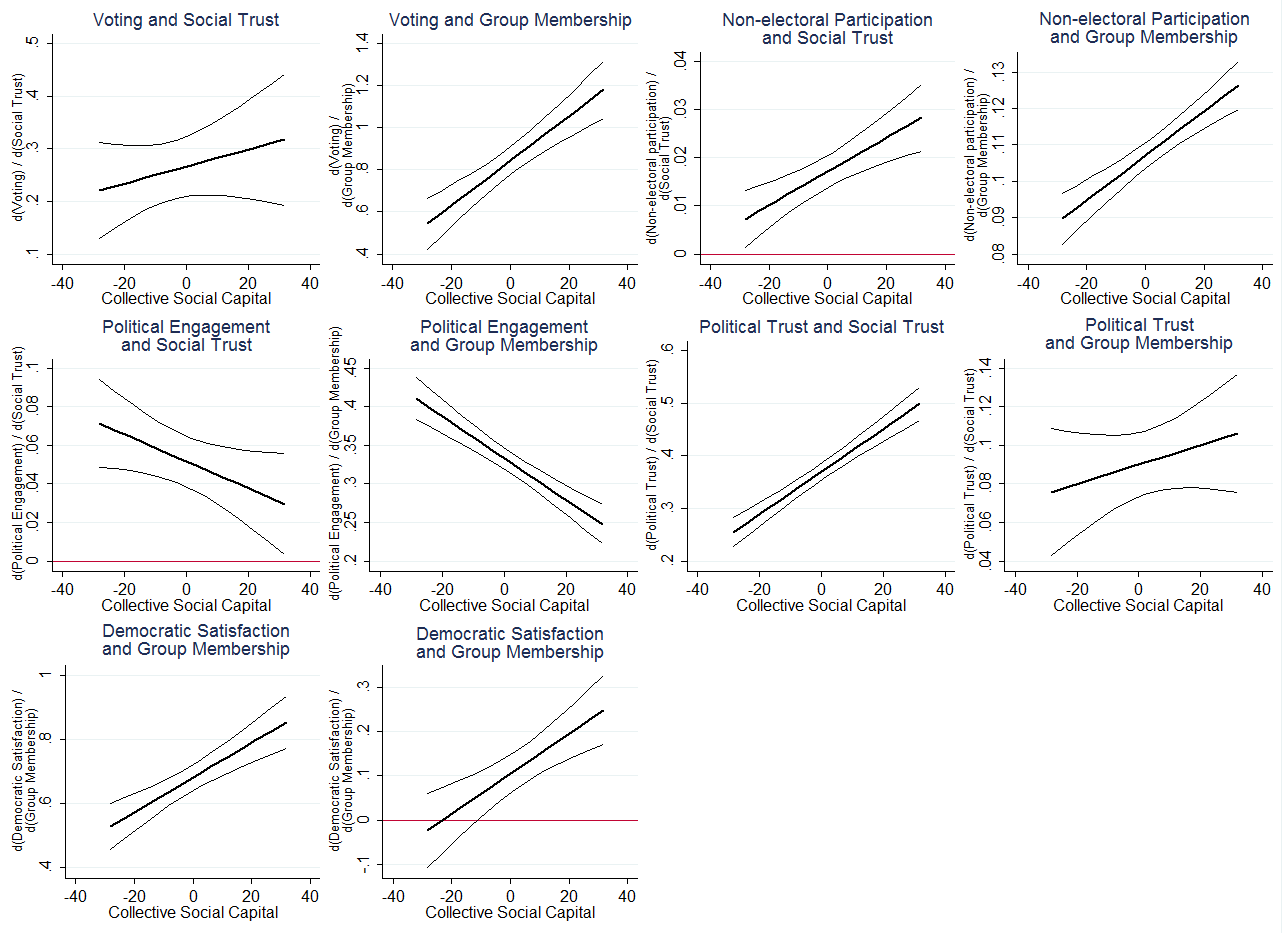 Voting and Social Trust
d(Voting) / d(Social Trust)
.5
.4
.3
.2
.1
-40 -20 0 20 40
Collective Social Capital
Voting and Group Membership
d(Voting) /
d(Group Membership)
1.4
1.2
1
.8
.6
.4
-40 -20 0 20 40
Collective Social Capital
Non-electoral Participation
and Social Trust
d(Non-electoral participation) /
d(Social Trust)
.04
.03
.02
.01
0
-40 -20 0 20 40
Collective Social Capital
Non-electoral Participation
and Group Membership
d(Non-electoral participation) /
d(Group Membership)
.13
.12
.11
.1
.09
.08
-40 -20 0 20 40
Collective Social Capital
Political Engagement
and Social Trust
d(Political Engagement) / d(Social Trust)
.1
.08
.06
.04
.02
0
-40 -20 0 20 40
Collective Social Capital
Political Engagement
and Group Membership
d(Political Engagement) / d(Group Membership)
.45
.4
.35
.3
.25
.2
-40 -20 0 20 40
Collective Social Capital
Political Trust and Social Trust
d(Political Trust) / d(Social Trust)
.6
.5
.4
.3
.2
-40 -20 0 20 40
Collective Social Capital
Political Trust
and Group Membership
d(Political Trust) / d(Social Trust)
.14
.12
.1
.08
.06
.04
-40 -20 0 20 40
Collective Social Capital
Democratic Satisfaction
and Group Membership
d(Democratic Satisfaction) /
d(Group Membership)
1
.8
.6
.4
-40 -20 0 20 40
Collective Social Capital
Democratic Satisfaction
and Group Membership
d(Democratic Satisfaction) /
d(Group Membership)
.3
.2
.1
0
-.1
-40 -20 0 20 40
Collective Social Capital